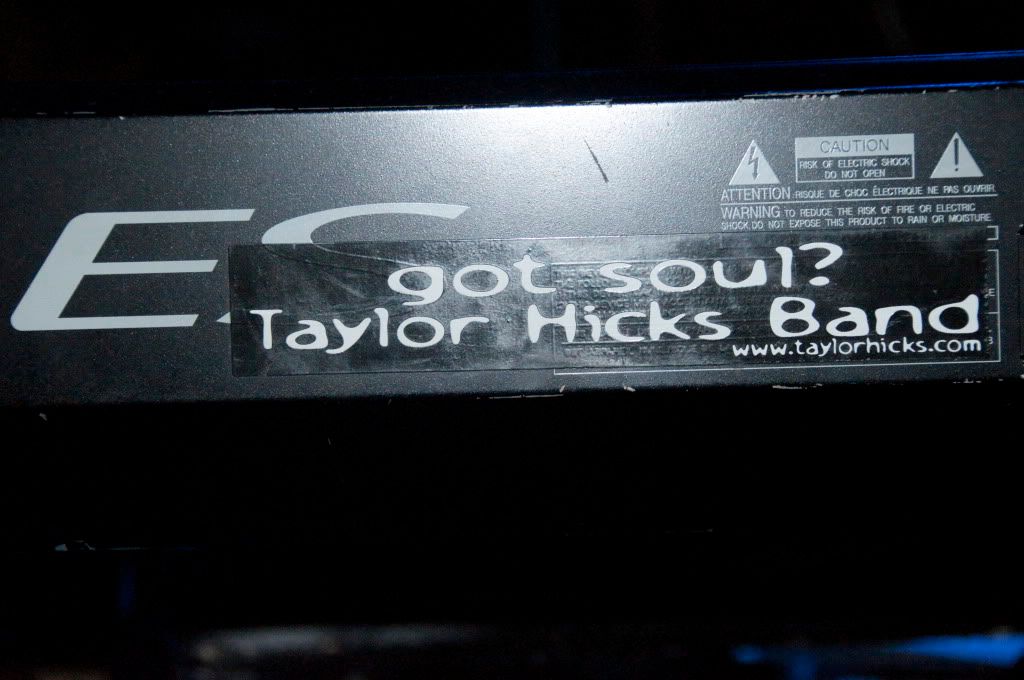 CAUTION
RISK OF ELECTRIC SHOCK
DO NOT OPEN
ATTENTION: RISQUE DE CHOC ÉLECTRIQUE NE PAS OUVRIR.
WARNING: TO REDUCE THE RISK OF FIRE OR ELECTRIC
SHOCK, DO NOT EXPOSE THIS PRODUCT TO RAIN OR MOISTURE.
ES
got soul?
Taylor Hicks Band
www.taylorhicks.com